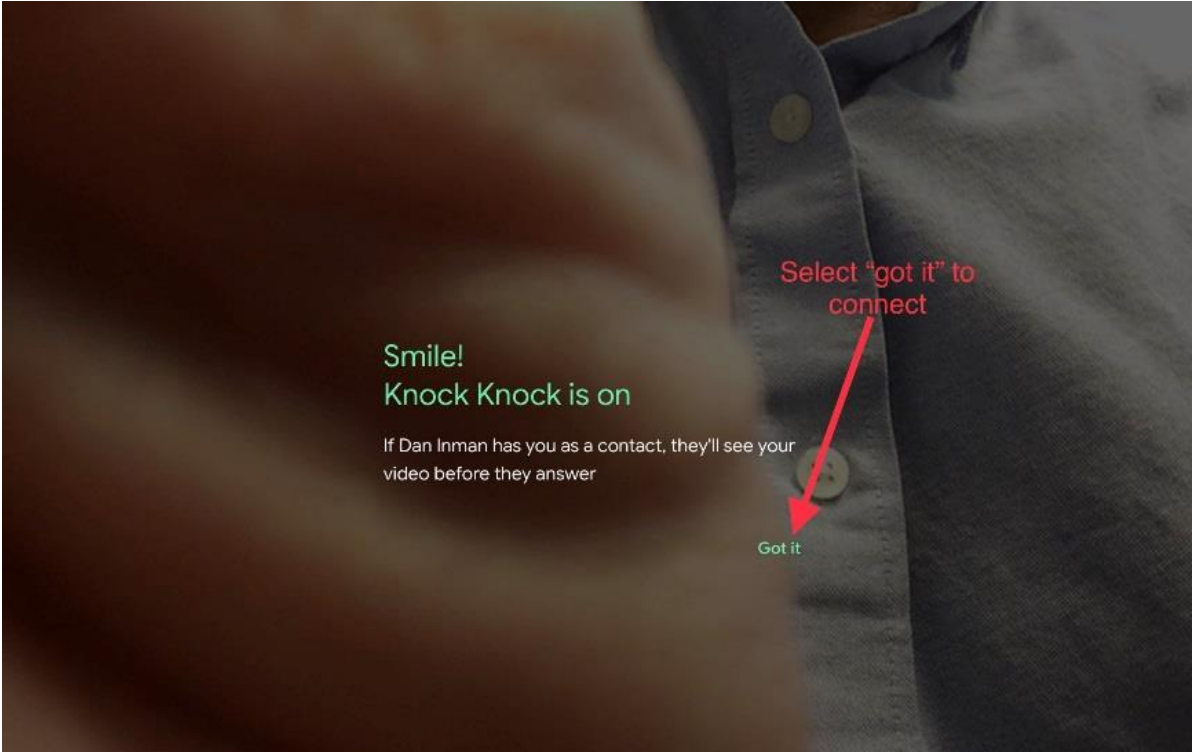 Select “got it” to
connect
Smile!
Knock Knock is on
If Dan Inman has you as a contact, they'll see your
video before they answer
Got it